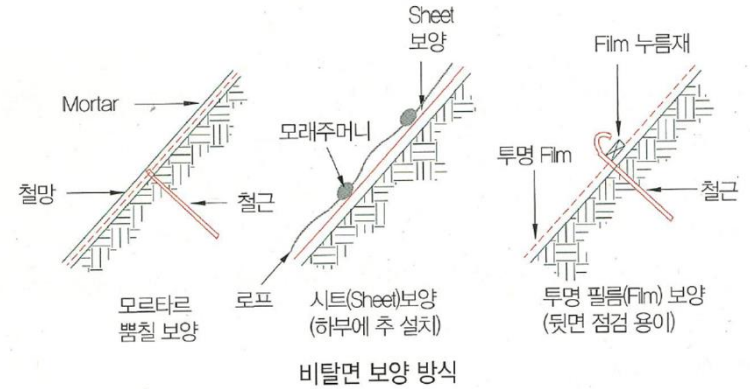 Mortar
철망
철근
모르타르
뿜칠 보양
Sheet
보양
모래주머니
로프
시트(Sheet)보양
(하부에 추 설치)
Film 누름재
투명 Film
철근
투명 필름(Film) 보양
(뒷면 점검 용이)
비탈면 보양 방식